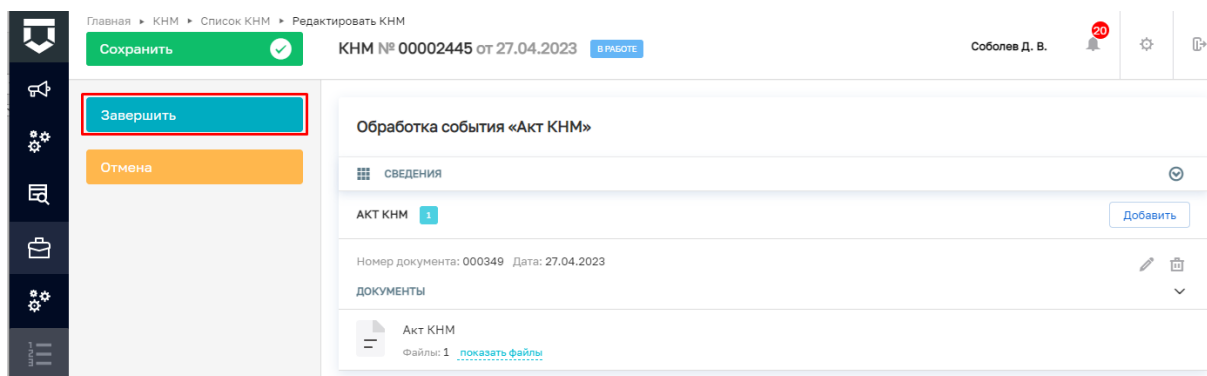 Главная ▸ КНМ ▸ Список КНМ ▸ Редактировать КНМ
Сохранить
КНМ № 00002445 от 27.04.2023 В РАБОТЕ
Соболев Д. В.
20
Завершить
Отмена
Обработка события «Акт КНМ»
СВЕДЕНИЯ
АКТ КНМ 1
Добавить
Номер документа: 000349 Дата: 27.04.2023
ДОКУМЕНТЫ
Акт КНМ
Файлы: 1 показать файлы